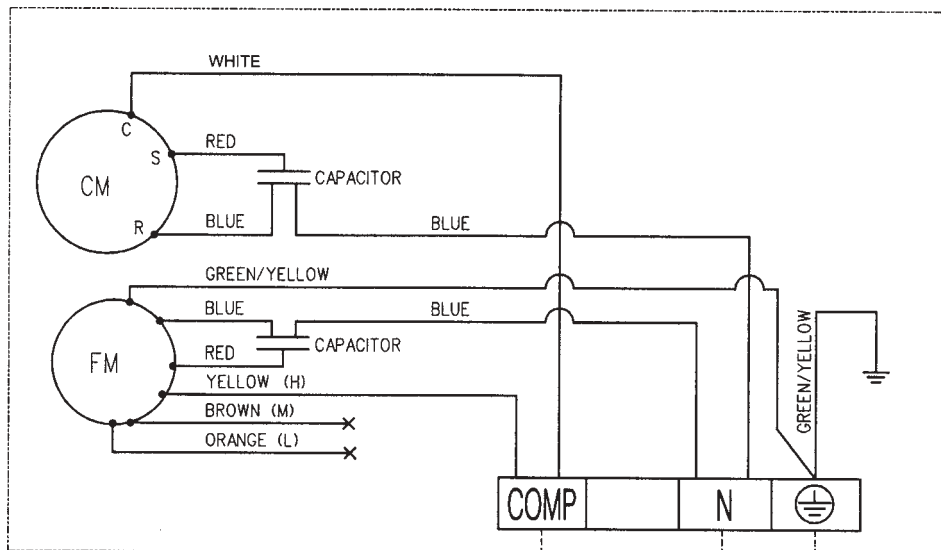 WHITE
C
RED
S
CM
CAPACITOR
R
BLUE
BLUE
GREEN/YELLOW
BLUE
BLUE
CAPACITOR
FM
RED
YELLOW (H)
BROWN (M)
ORANGE (L)
GREEN/YELLOW
COMP
N